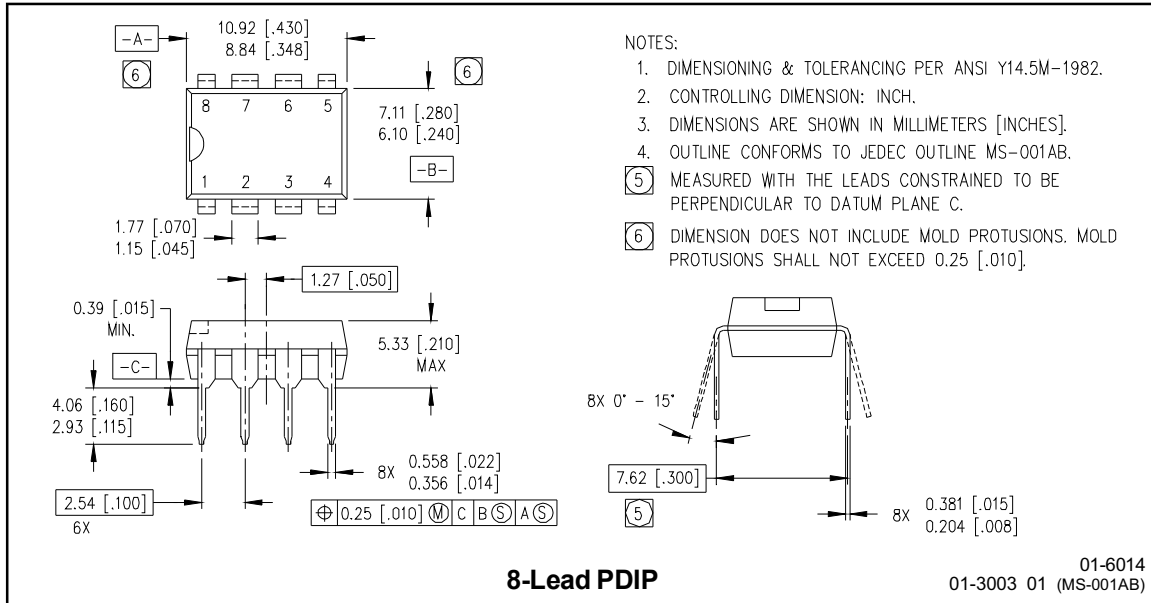 -A-
10.92 [.430]
8.84 [.348]
6
6
8 7 6 5
7.11 [.280]
6.10 [.240]
-B-
1 2 3 4
1.77 [.070]
1.15 [.045]
1.27 [.050]
0.39 [.015]
MIN.
5.33 [.210]
MAX
-C-
4.06 [.160]
2.93 [.115]
8X 0.558 [.022]
0.356 [.014]
2.54 [.100]
6X
⌖ 0.25 [.010] Ⓜ C B Ⓢ A Ⓢ
NOTES:
1. DIMENSIONING & TOLERANCING PER ANSI Y14.5M-1982.
2. CONTROLLING DIMENSION: INCH.
3. DIMENSIONS ARE SHOWN IN MILLIMETERS [INCHES].
4. OUTLINE CONFORMS TO JEDEC OUTLINE MS-001AB.
5 MEASURED WITH THE LEADS CONSTRAINED TO BE
PERPENDICULAR TO DATUM PLANE C.
6 DIMENSION DOES NOT INCLUDE MOLD PROTUSIONS. MOLD
PROTUSIONS SHALL NOT EXCEED 0.25 [.010].
8X 0° - 15°
7.62 [.300]
5
8X 0.381 [.015]
0.204 [.008]
8-Lead PDIP
01-6014
01-3003 01 (MS-001AB)